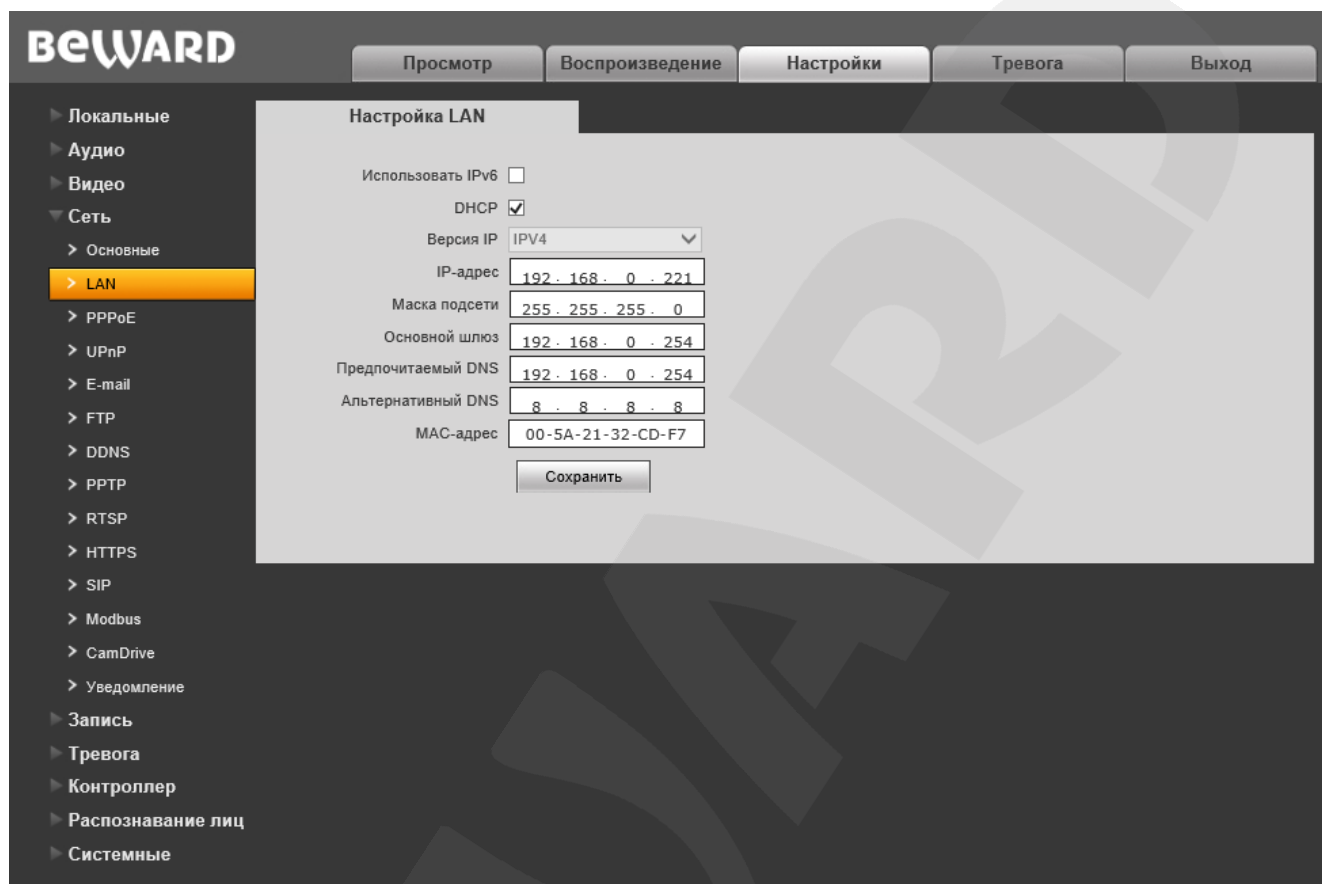 BEWARD
Просмотр Воспроизведение Настройки Тревога Выход
Локальные
Аудио
Видео
Сеть
Основные
LAN
PPPoE
UPnP
E-mail
FTP
DDNS
PPTP
RTSP
HTTPS
SIP
Modbus
CamDrive
Уведомление
Запись
Тревога
Контроллер
Распознавание лиц
Системные
Настройка LAN
Использовать IPv6
DHCP
Версия IP IPV4
IP-адрес 192 . 168 . 0 . 221
Маска подсети 255 . 255 . 255 . 0
Основной шлюз 192 . 168 . 0 . 254
Предпочитаемый DNS 192 . 168 . 0 . 254
Альтернативный DNS 8 . 8 . 8 . 8
MAC-адрес 00-5A-21-32-CD-F7
Сохранить